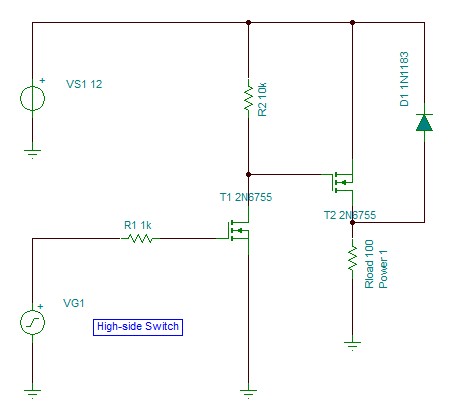 VS1 12
R2 10k
D1 1N1183
T1 2N6755
T2 2N6755
R1 1k
Rload 100
Power 1
VG1
High-side Switch
+
+